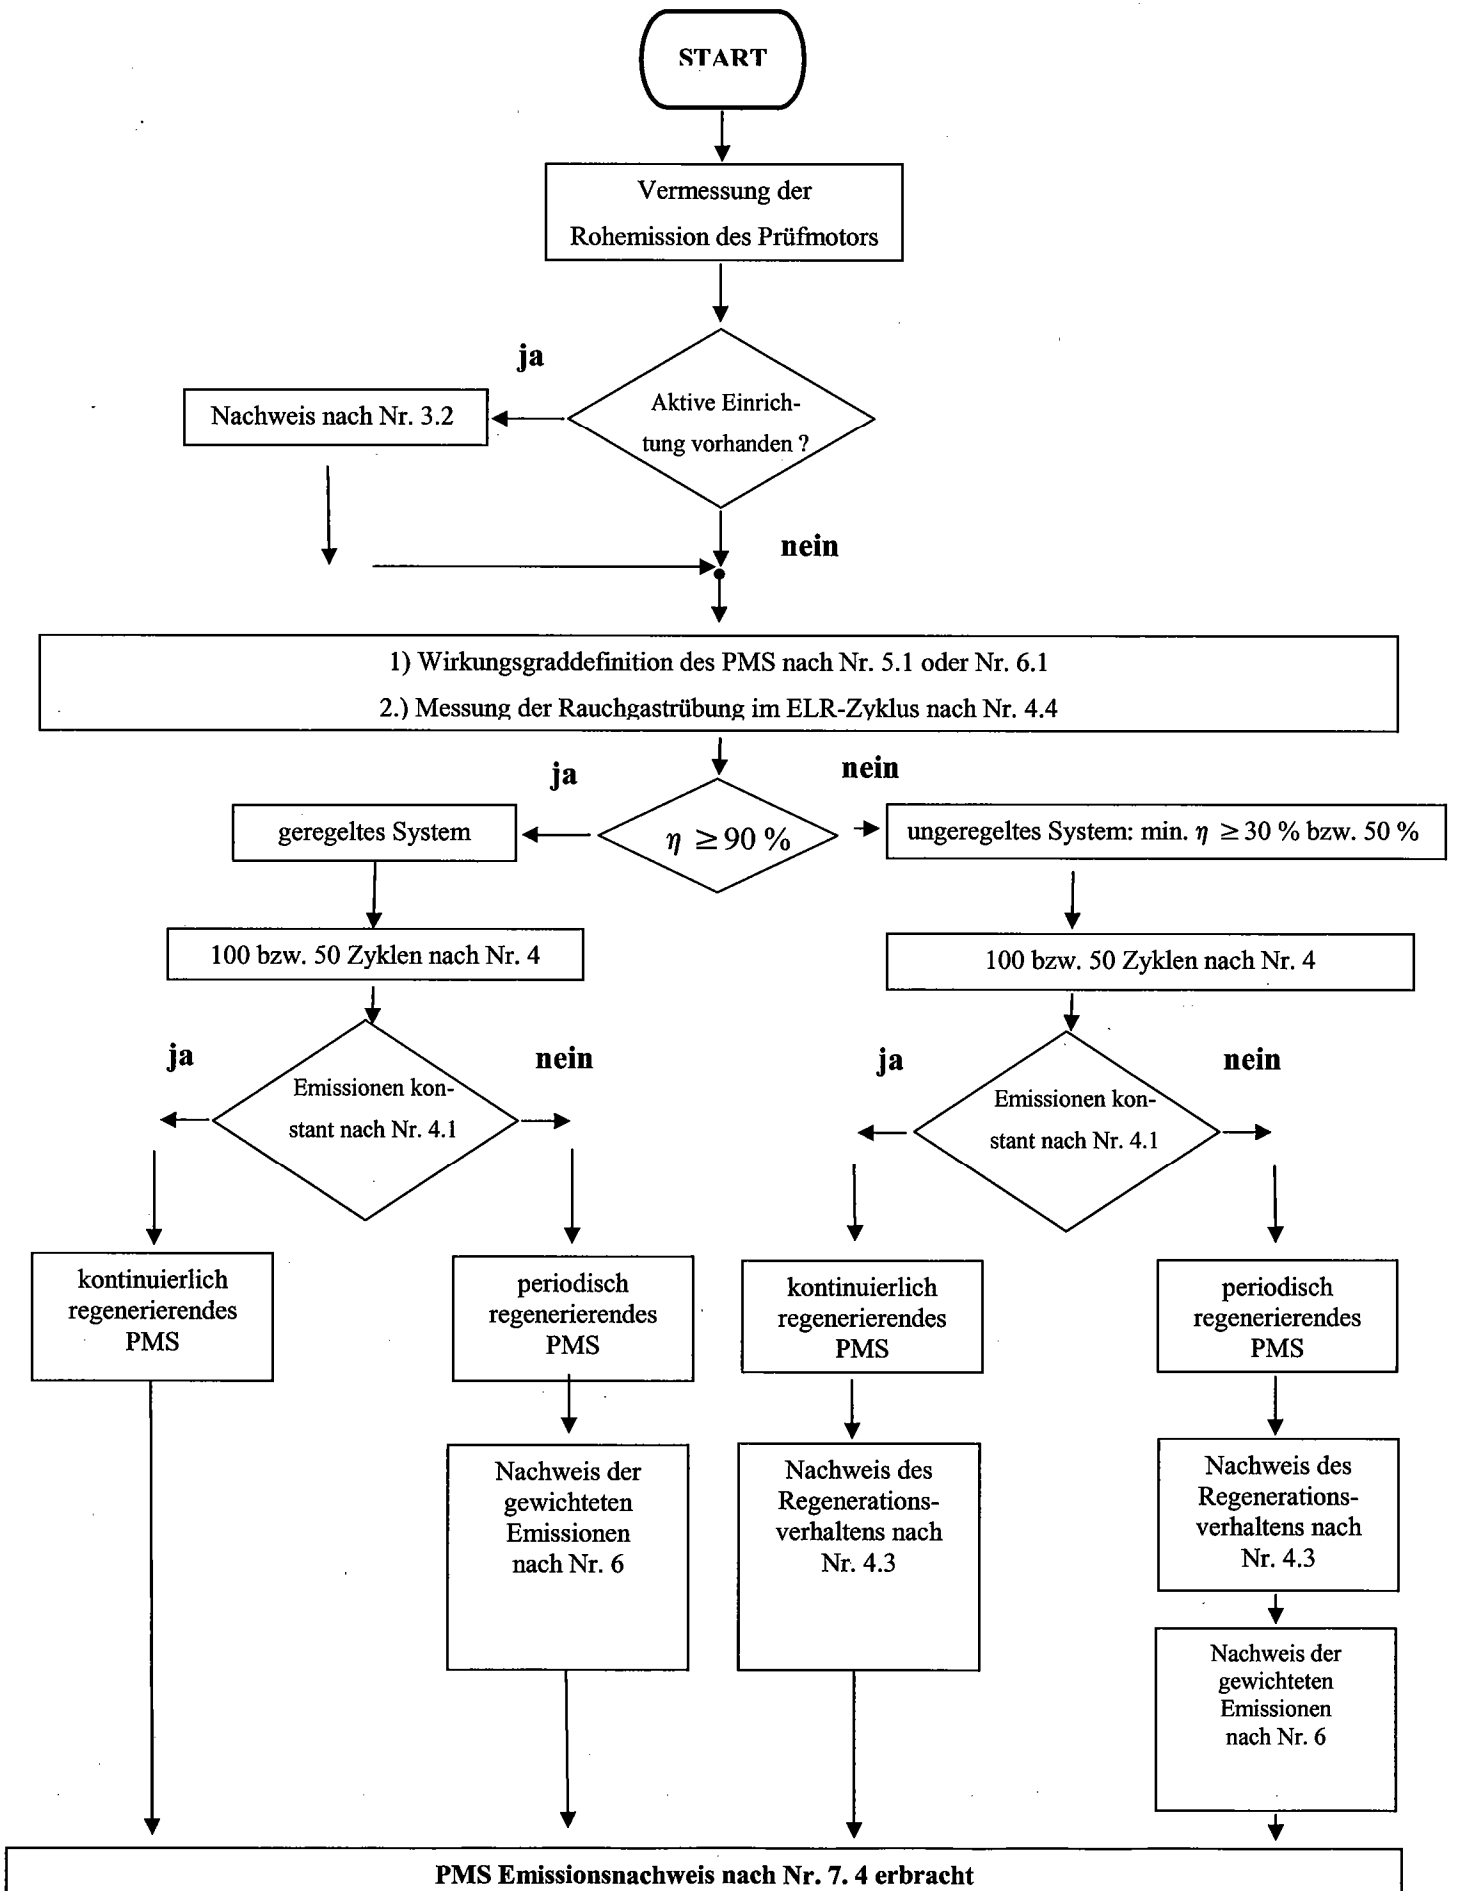 START
Vermessung der
Rohemission des Prüfmotors
ja
Aktive Einrich-
tung vorhanden ?
Nachweis nach Nr. 3.2
nein
1) Wirkungsgraddefinition des PMS nach Nr. 5.1 oder Nr. 6.1
2.) Messung der Rauchgastrübung im ELR-Zyklus nach Nr. 4.4
ja
nein
geregeltes System
η ≥ 90 %
ungeregeltes System: min. η ≥ 30 % bzw. 50 %
100 bzw. 50 Zyklen nach Nr. 4
100 bzw. 50 Zyklen nach Nr. 4
ja
nein
Emissionen kon-
stant nach Nr. 4.1
ja
nein
Emissionen kon-
stant nach Nr. 4.1
kontinuierlich
regenerierendes
PMS
periodisch
regenerierendes
PMS
kontinuierlich
regenerierendes
PMS
periodisch
regenerierendes
PMS
Nachweis der
gewichteten
Emissionen
nach Nr. 6
Nachweis des
Regenerations-
verhaltens nach
Nr. 4.3
Nachweis des
Regenerations-
verhaltens nach
Nr. 4.3
Nachweis der
gewichteten
Emissionen
nach Nr. 6
PMS Emissionsnachweis nach Nr. 7. 4 erbracht